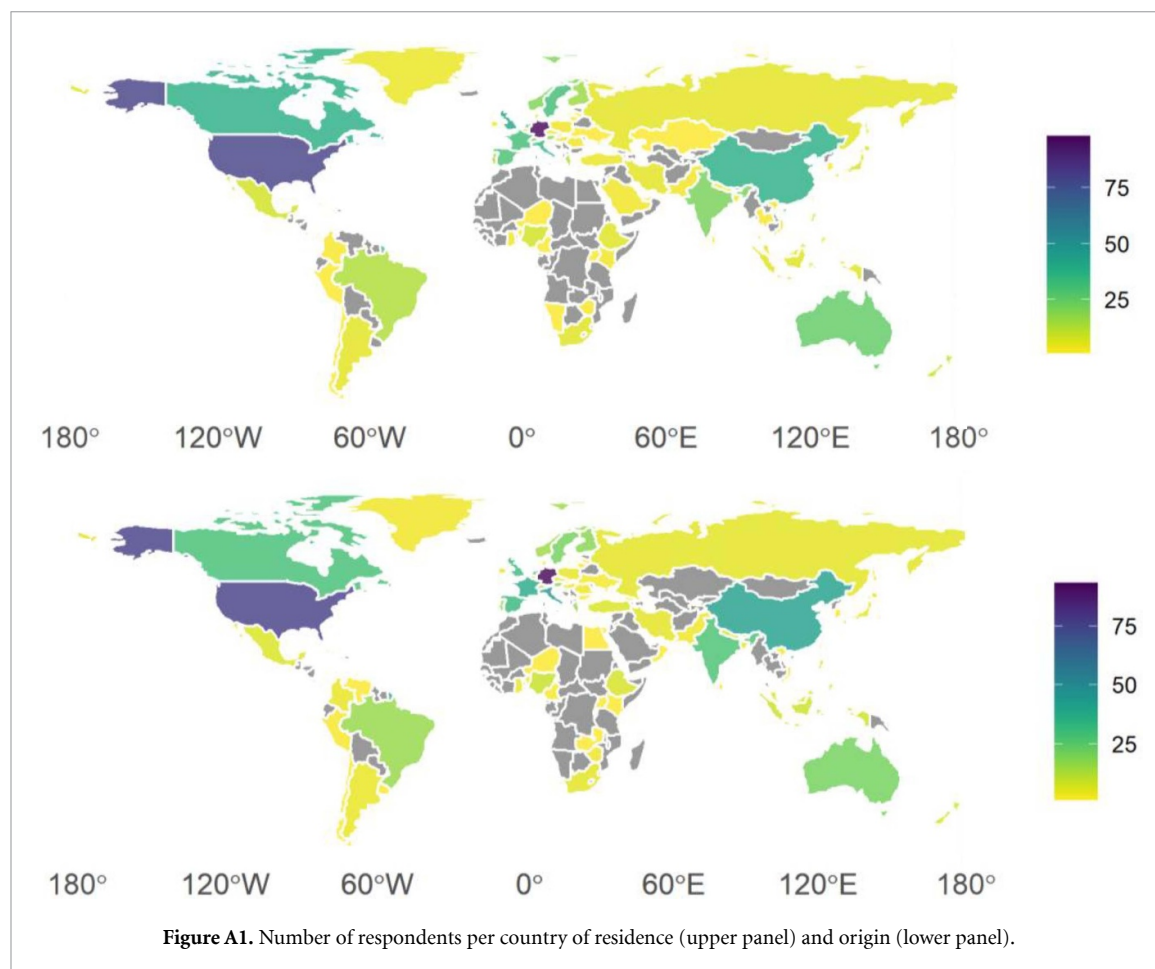 75
50
25
180° 120°W 60°W 0° 60°E 120°E 180°
75
50
25
180° 120°W 60°W 0° 60°E 120°E 180°
Figure A1. Number of respondents per country of residence (upper panel) and origin (lower panel).